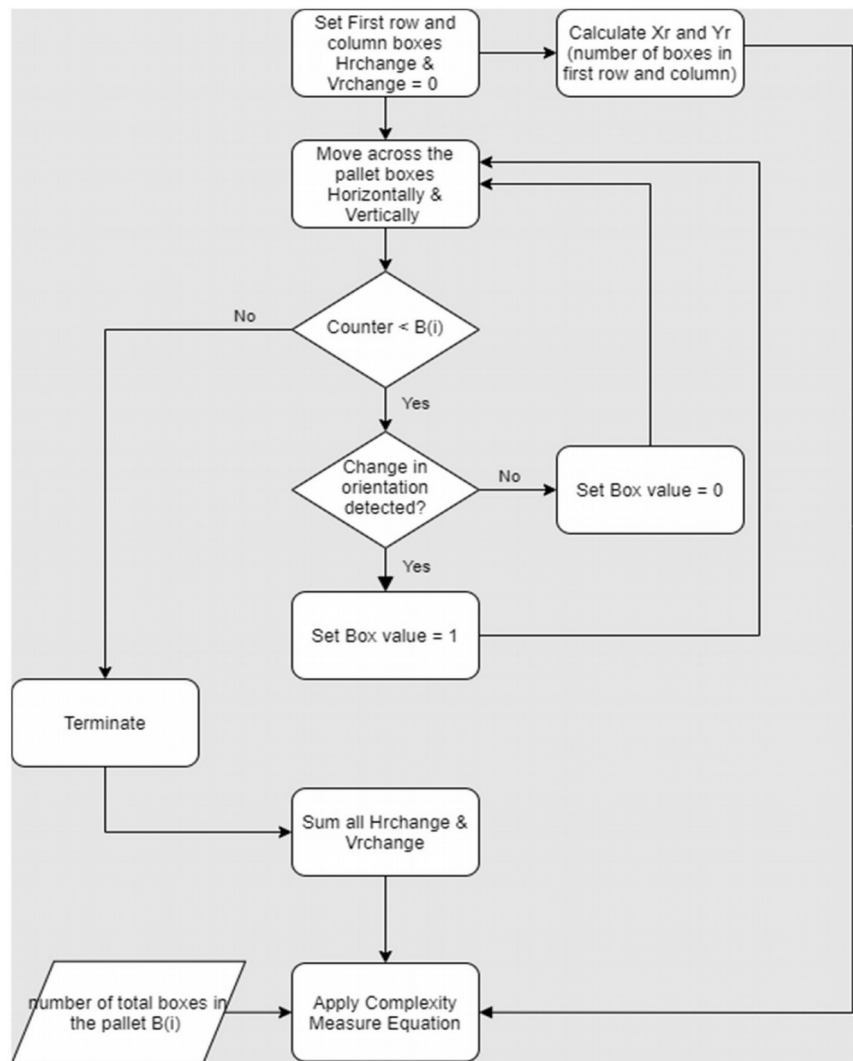 Set First row and
column boxes
Hrchange &
Vrchange = 0
Calculate Xr and Yr
(number of boxes in
first row and column)
Move across the
pallet boxes
Horizontally &
Vertically
No
Counter < B(i)
Yes
Change in
orientation
detected?
No
Set Box value = 0
Yes
Set Box value = 1
Terminate
Sum all Hrchange &
Vrchange
number of total boxes in
the pallet B(i)
Apply Complexity
Measure Equation